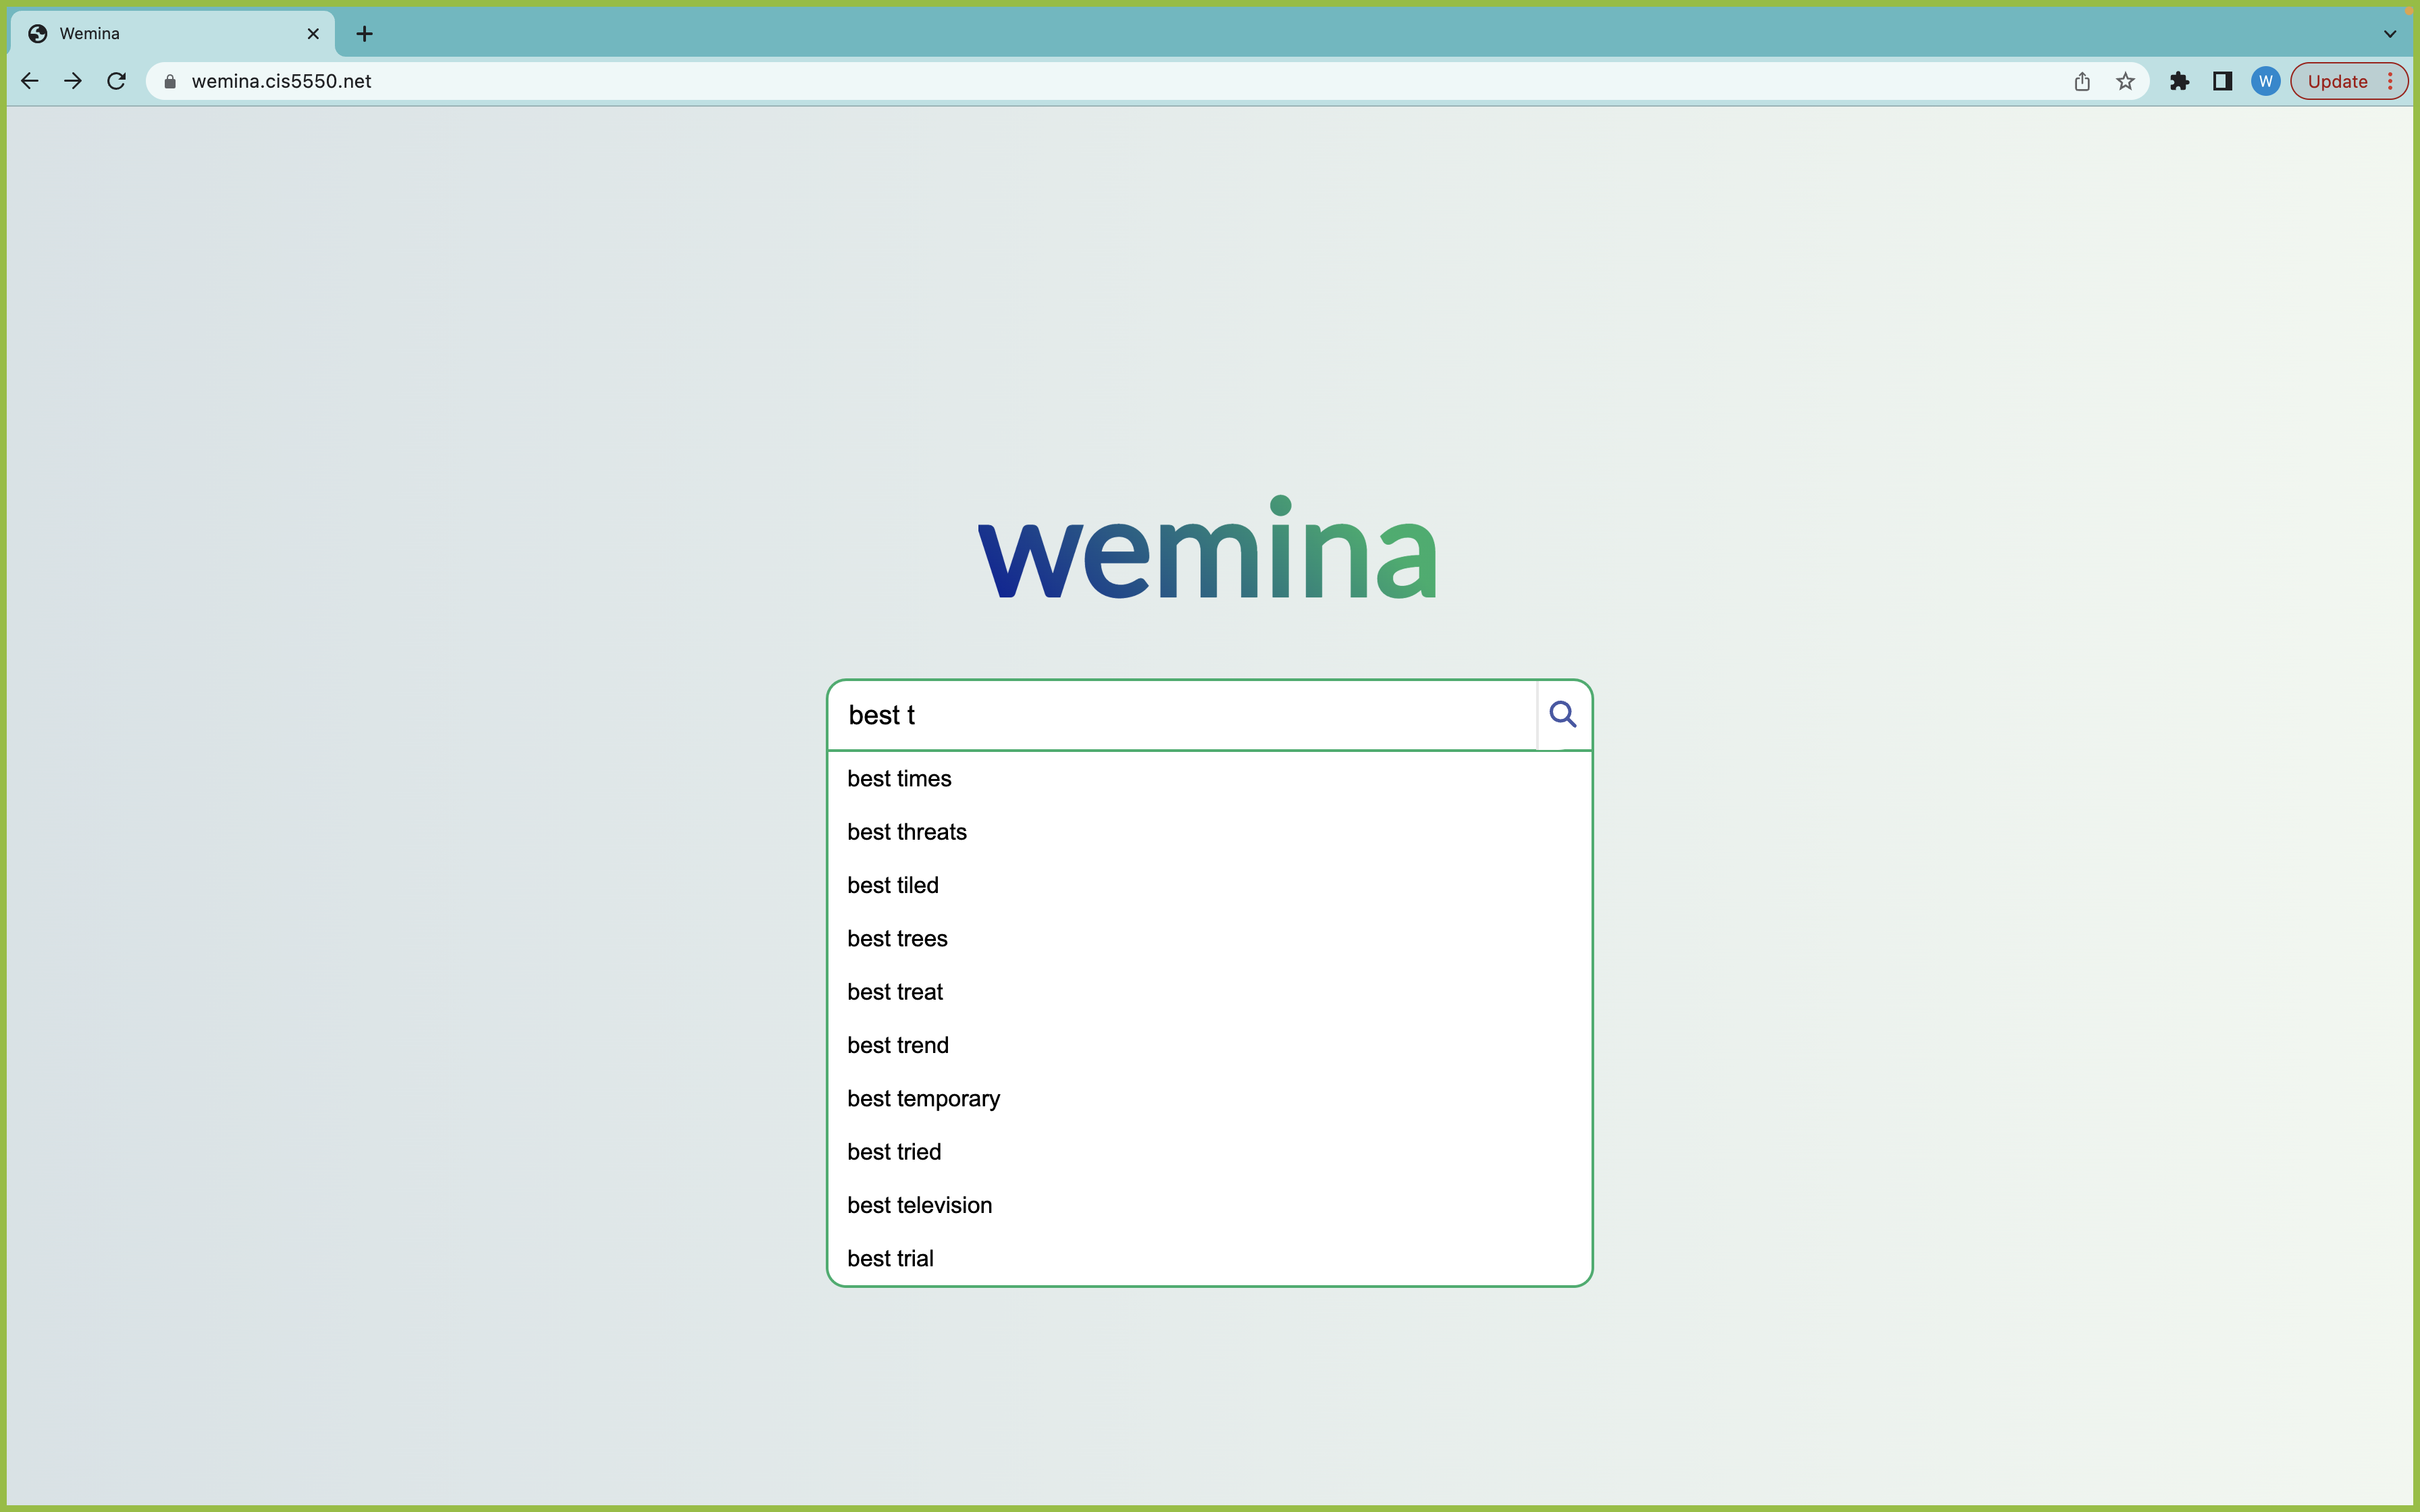 Wemina
wemina.cis5550.net
W
Update
wemina
best t
best times
best threats
best tiled
best trees
best treat
best trend
best temporary
best tried
best television
best trial